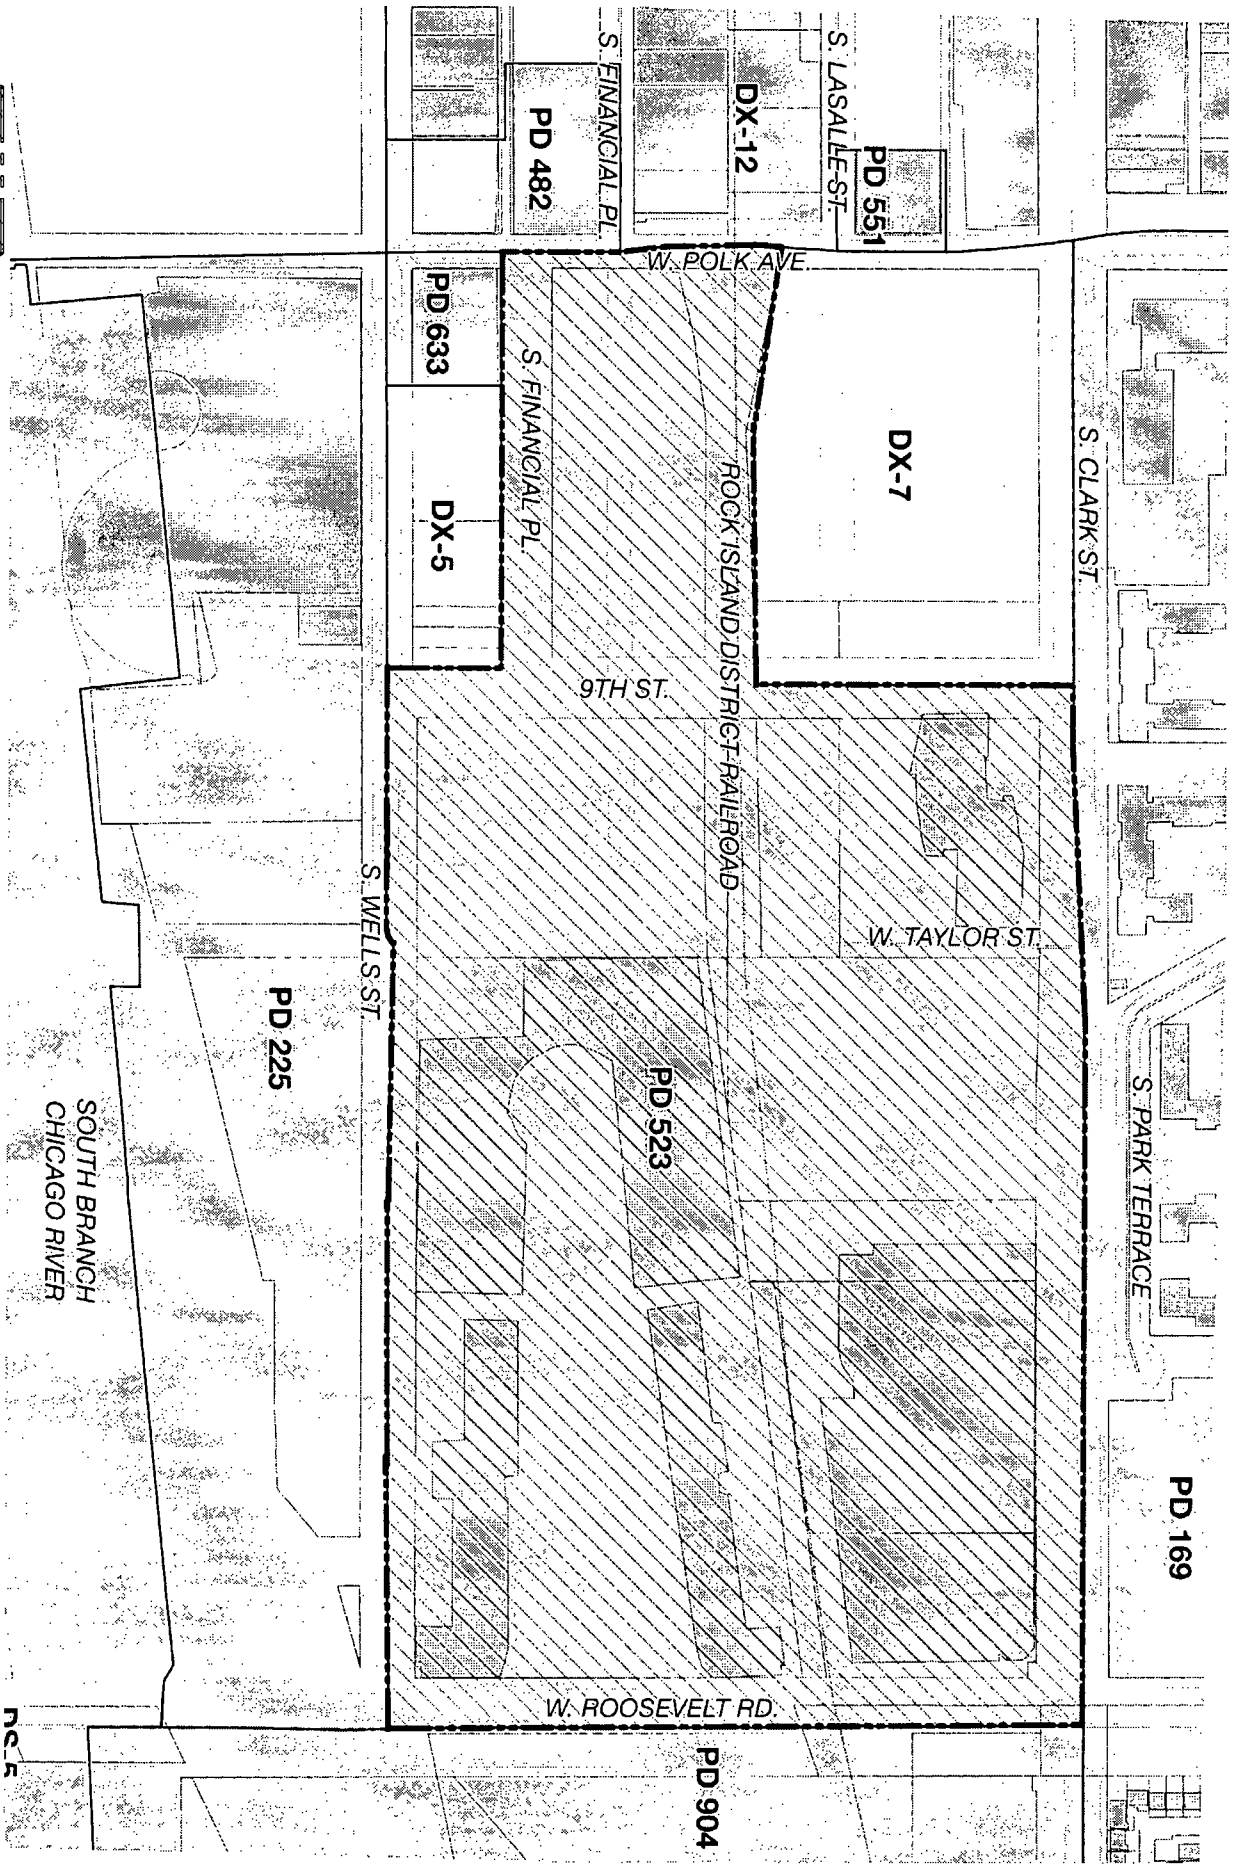 S. FINANCIAL PL.
S. LASALLE ST.
DX-12
PD 482
PD 551
W. POLK AVE.
PD 633
S. FINANCIAL PL.
DX-7
S. CLARK ST.
DX-5
ROCK ISLAND DISTRICT RAILROAD
9TH ST.
S. WELLS ST.
W. TAYLOR ST.
PD 225
PD 523
S. PARK TERRACE
SOUTH BRANCH
CHICAGO RIVER
PD 169
W. ROOSEVELT RD.
PD 904
DS-5